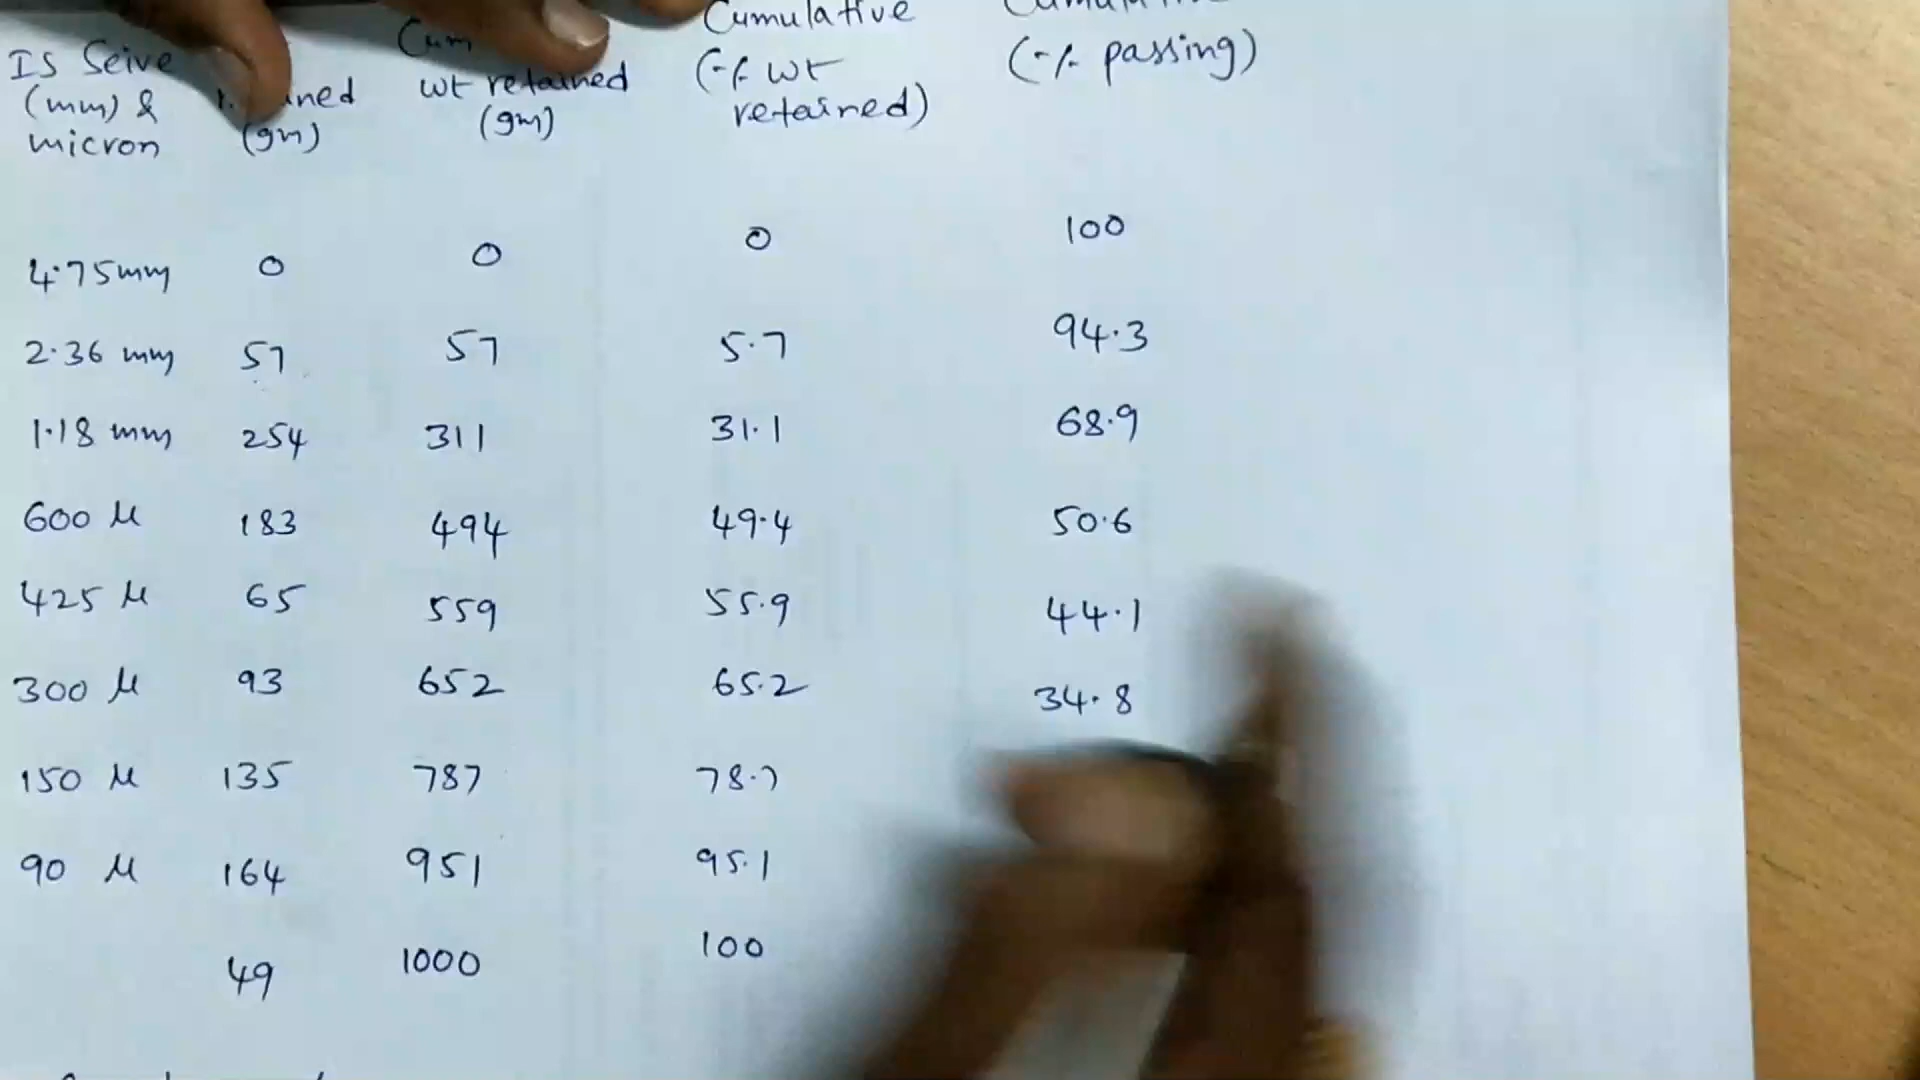 IS Seive
(mm) &
micron
(gm)
wt retained
(gm)
Cumulative
(-/. wt
retained)
(-/. passing)
4.75mm 0 0 0 100
2.36 mm 57 57 5.7 94.3
1.18 mm 254 311 31.1 68.9
600 µ 183 494 49.4 50.6
425 µ 65 559 55.9 44.1
300 µ 93 652 65.2 34.8
150 µ 135 787 78.7
90 µ 164 951 95.1
49 1000 100